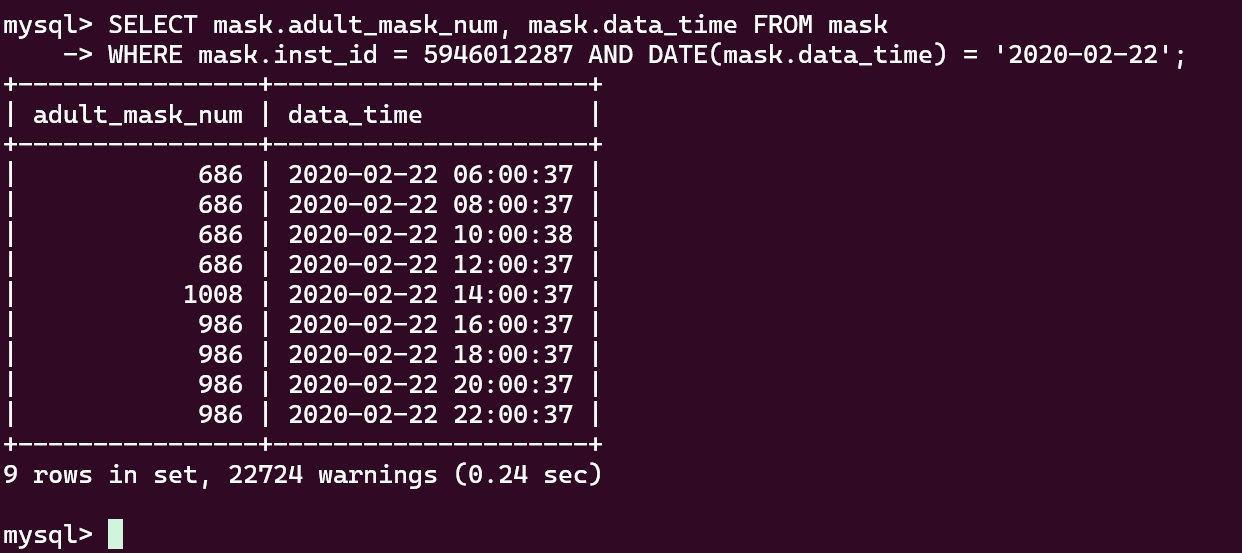 mysql> SELECT mask.adult_mask_num, mask.data_time FROM mask
    -> WHERE mask.inst_id = 5946012287 AND DATE(mask.data_time) = '2020-02-22';
+----------------+---------------------+
| adult_mask_num | data_time           |
+----------------+---------------------+
|            686 | 2020-02-22 06:00:37 |
|            686 | 2020-02-22 08:00:37 |
|            686 | 2020-02-22 10:00:38 |
|            686 | 2020-02-22 12:00:37 |
|           1008 | 2020-02-22 14:00:37 |
|            986 | 2020-02-22 16:00:37 |
|            986 | 2020-02-22 18:00:37 |
|            986 | 2020-02-22 20:00:37 |
|            986 | 2020-02-22 22:00:37 |
+----------------+---------------------+
9 rows in set, 22724 warnings (0.24 sec)

mysql>